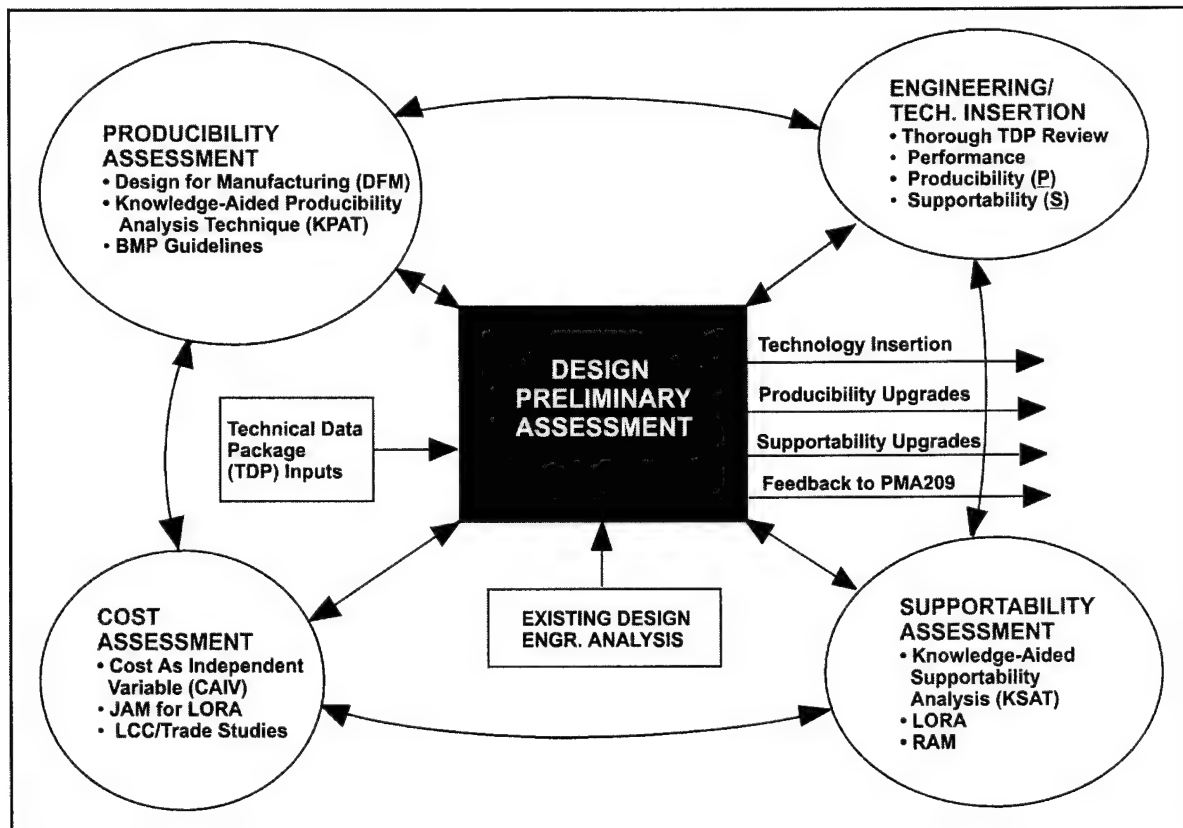 PRODUCIBILITY
ASSESSMENT
• Design for Manufacturing (DFM)
• Knowledge-Aided Producibility
Analysis Technique (KPAT)
• BMP Guidelines
ENGINEERING/
TECH. INSERTION
• Thorough TDP Review
• Performance
• Producibility (P)
• Supportability (S)
DESIGN
PRELIMINARY
ASSESSMENT
Technology Insertion
Producibility Upgrades
Supportability Upgrades
Feedback to PMA209
Technical Data
Package
(TDP) Inputs
EXISTING DESIGN
ENGR. ANALYSIS
COST
ASSESSMENT
• Cost As Independent
Variable (CAIV)
• JAM for LORA
• LCC/Trade Studies
SUPPORTABILITY
ASSESSMENT
• Knowledge-Aided
Supportability
Analysis (KSAT)
• LORA
• RAM